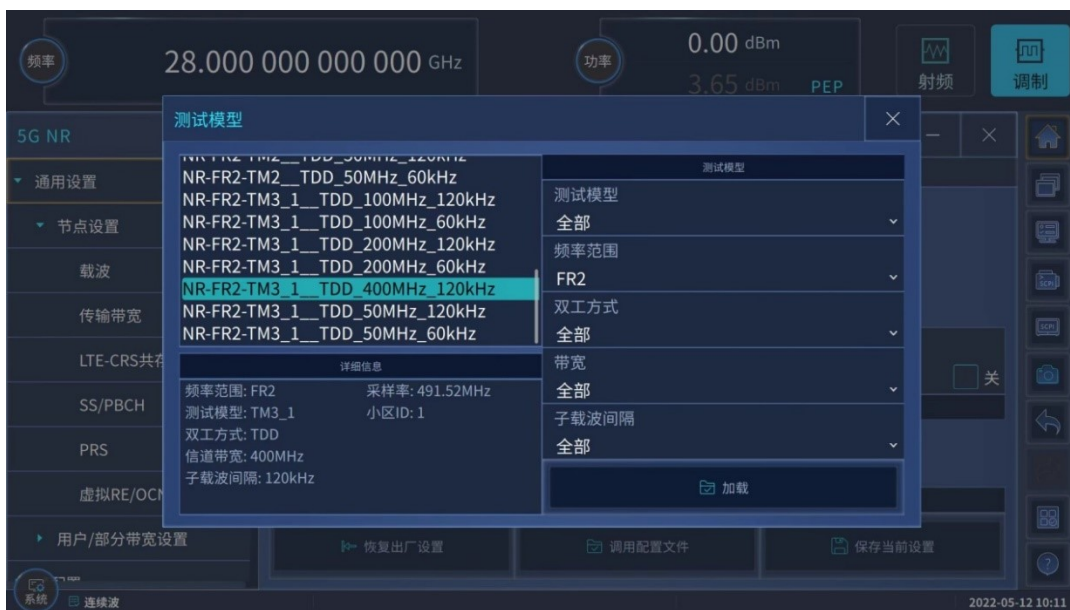 频率
28.000 000 000 000 GHz
功率
0.00 dBm
3.65 dBm PEP
射频
调制
5G NR
测试模型
通用设置
节点设置
载波
传输带宽
LTE-CRS共存
SS/PBCH
PRS
虚拟RE/OCN
用户/部分带宽设置
NR-FR2-TM2__TDD_50MHz_120kHz
NR-FR2-TM2__TDD_50MHz_60kHz
NR-FR2-TM3_1__TDD_100MHz_120kHz
NR-FR2-TM3_1__TDD_100MHz_60kHz
NR-FR2-TM3_1__TDD_200MHz_120kHz
NR-FR2-TM3_1__TDD_200MHz_60kHz
NR-FR2-TM3_1__TDD_400MHz_120kHz
NR-FR2-TM3_1__TDD_50MHz_120kHz
NR-FR2-TM3_1__TDD_50MHz_60kHz
详细信息
频率范围: FR2 采样率: 491.52MHz
测试模型: TM3_1 小区ID: 1
双工方式: TDD
信道带宽: 400MHz
子载波间隔: 120kHz
测试模型
测试模型
全部
频率范围
FR2
双工方式
全部
带宽
全部
子载波间隔
全部
加载
关
SCPI
SCPI
恢复出厂设置
调用配置文件
保存当前设置
系统
连续波
2022-05-12 10:11